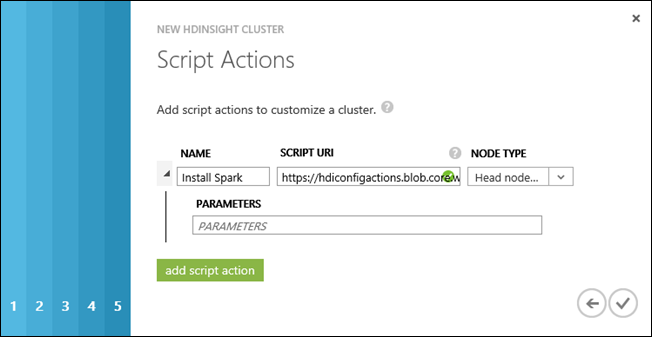 NEW HDINSIGHT CLUSTER
Script Actions
Add script actions to customize a cluster. ?
NAME SCRIPT URI ? NODE TYPE
Install Spark https://hdiconfigactions.blob.core.w Head node...
PARAMETERS
PARAMETERS
add script action
1 2 3 4 5